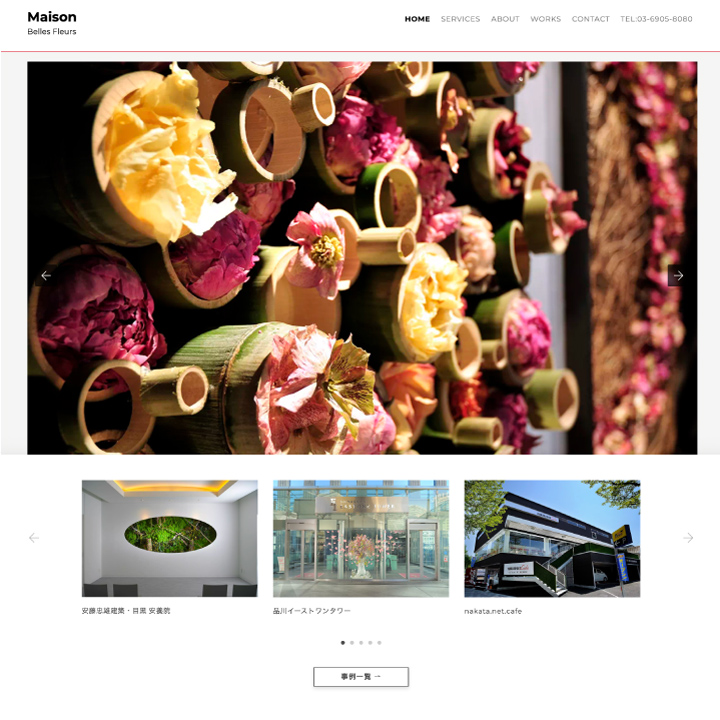 Maison
Belles Fleurs
HOME SERVICES ABOUT WORKS CONTACT TEL:03-6905-8080
安藤忠雄建築・目黒 安養院
品川イーストワンタワー
nakata.net.cafe
事例一覧 →